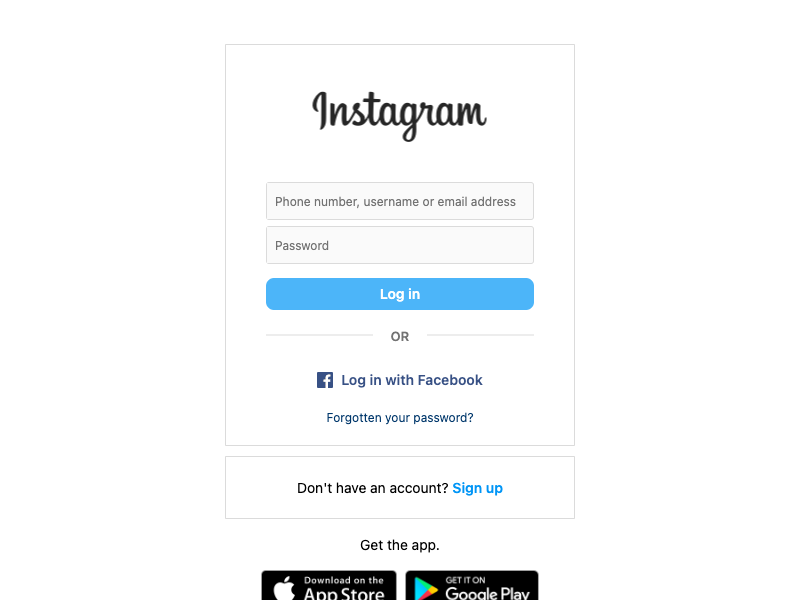 Instagram
Phone number, username or email address
Password
Log in
OR
Log in with Facebook
Forgotten your password?
Don't have an account? Sign up
Get the app.
Download on the
App Store
GET IT ON
Google Play